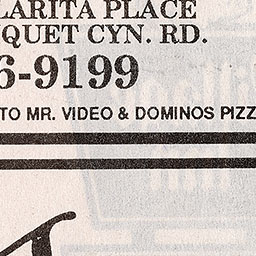 LARITA PLACE
QUET CYN. RD.
6-9199
TO MR. VIDEO & DOMINOS PIZZ